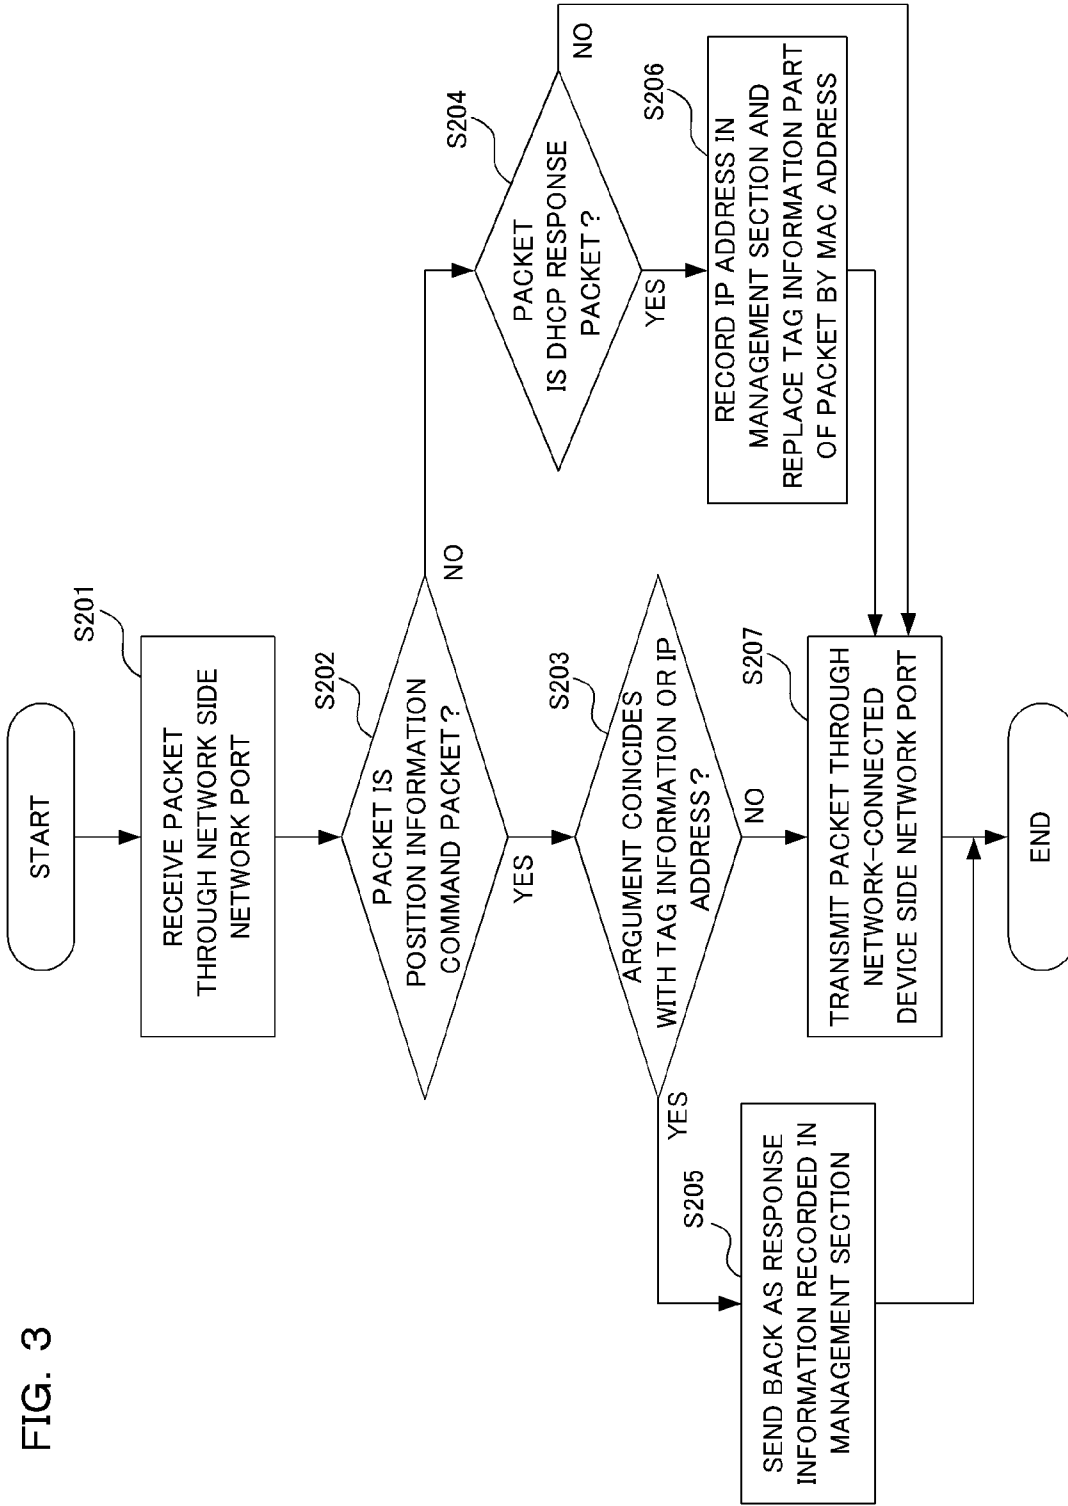 FIG. 3
START
S201
RECEIVE PACKET
THROUGH NETWORK SIDE
NETWORK PORT
S202
PACKET IS
POSITION INFORMATION
COMMAND PACKET?
NO
YES
S204
PACKET
IS DHCP RESPONSE
PACKET?
NO
YES
S203
ARGUMENT COINCIDES
WITH TAG INFORMATION OR IP
ADDRESS?
YES
NO
S206
RECORD IP ADDRESS IN
MANAGEMENT SECTION AND
REPLACE TAG INFORMATION PART
OF PACKET BY MAC ADDRESS
S205
SEND BACK AS RESPONSE
INFORMATION RECORDED IN
MANAGEMENT SECTION
S207
TRANSMIT PACKET THROUGH
NETWORK-CONNECTED
DEVICE SIDE NETWORK PORT
END